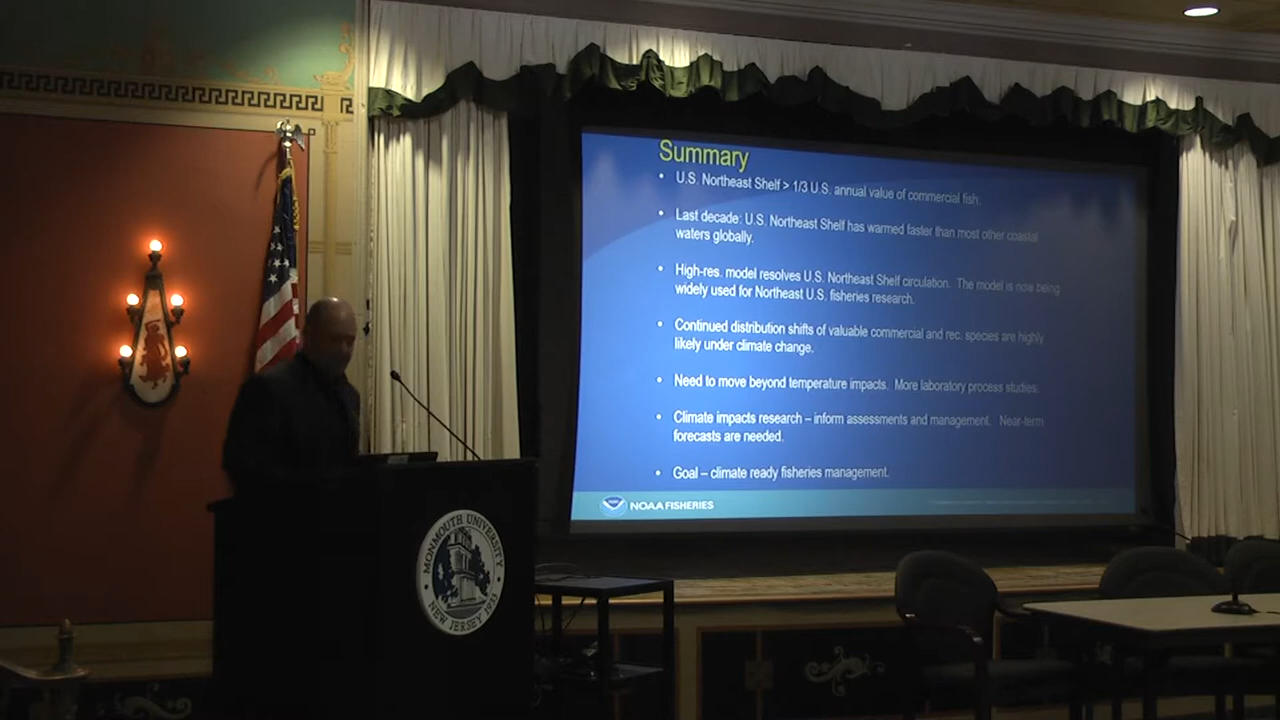 Summary
• U.S. Northeast Shelf > 1/3 U.S. annual value of commercial fish.
• Last decade: U.S. Northeast Shelf has warmed faster than most other coastal
waters globally.
• High-res. model resolves U.S. Northeast Shelf circulation. The model is now being
widely used for Northeast U.S. fisheries research.
• Continued distribution shifts of valuable commercial and rec. species are highly
likely under climate change.
• Need to move beyond temperature impacts. More laboratory process studies.
• Climate impacts research – inform assessments and management. Near-term
forecasts are needed.
• Goal – climate ready fisheries management.
NOAA FISHERIES
MONMOUTH UNIVERSITY
NEW JERSEY 1933